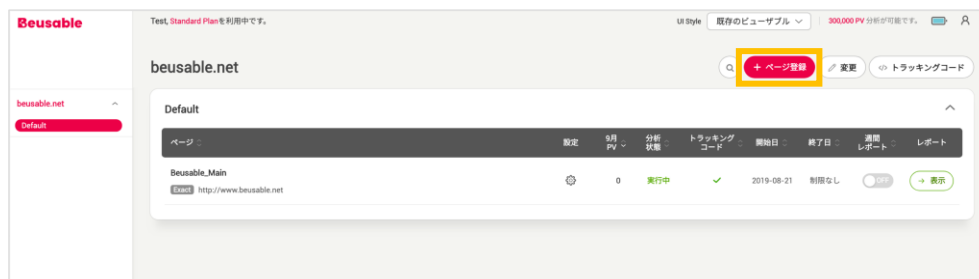 Beusable
Test, Standard Planを利用中です。
UI Style 既存のビューザブル 300,000 PV 分析が可能です。
beusable.net
+ ページ登録 変更 </> トラッキングコード
beusable.net
Default
Default
ページ 設定 9月 PV 分析 状態 トラッキング コード 開始日 終了日 週間 レポート レポート
Beusable_Main
Exact http://www.beusable.net
0 実行中 2019-08-21 制限なし OFF → 表示